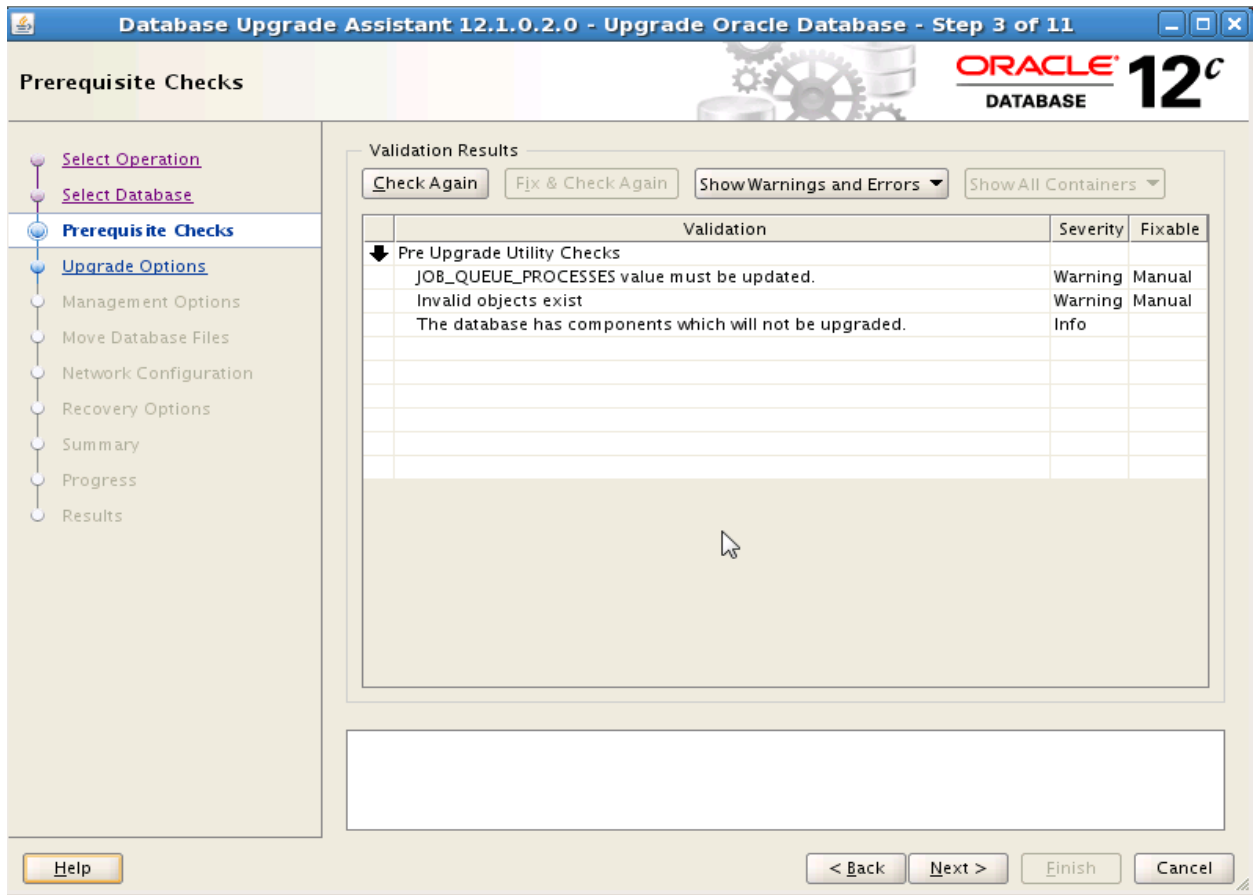 Database Upgrade Assistant 12.1.0.2.0 - Upgrade Oracle Database - Step 3 of 11
Prerequisite Checks
ORACLE DATABASE 12c
Select Operation
Select Database
Prerequisite Checks
Upgrade Options
Management Options
Move Database Files
Network Configuration
Recovery Options
Summary
Progress
Results
Validation Results
Check Again Fix & Check Again Show Warnings and Errors Show All Containers
Validation Severity Fixable
Pre Upgrade Utility Checks
JOB_QUEUE_PROCESSES value must be updated. Warning Manual
Invalid objects exist Warning Manual
The database has components which will not be upgraded. Info
Help < Back Next > Finish Cancel